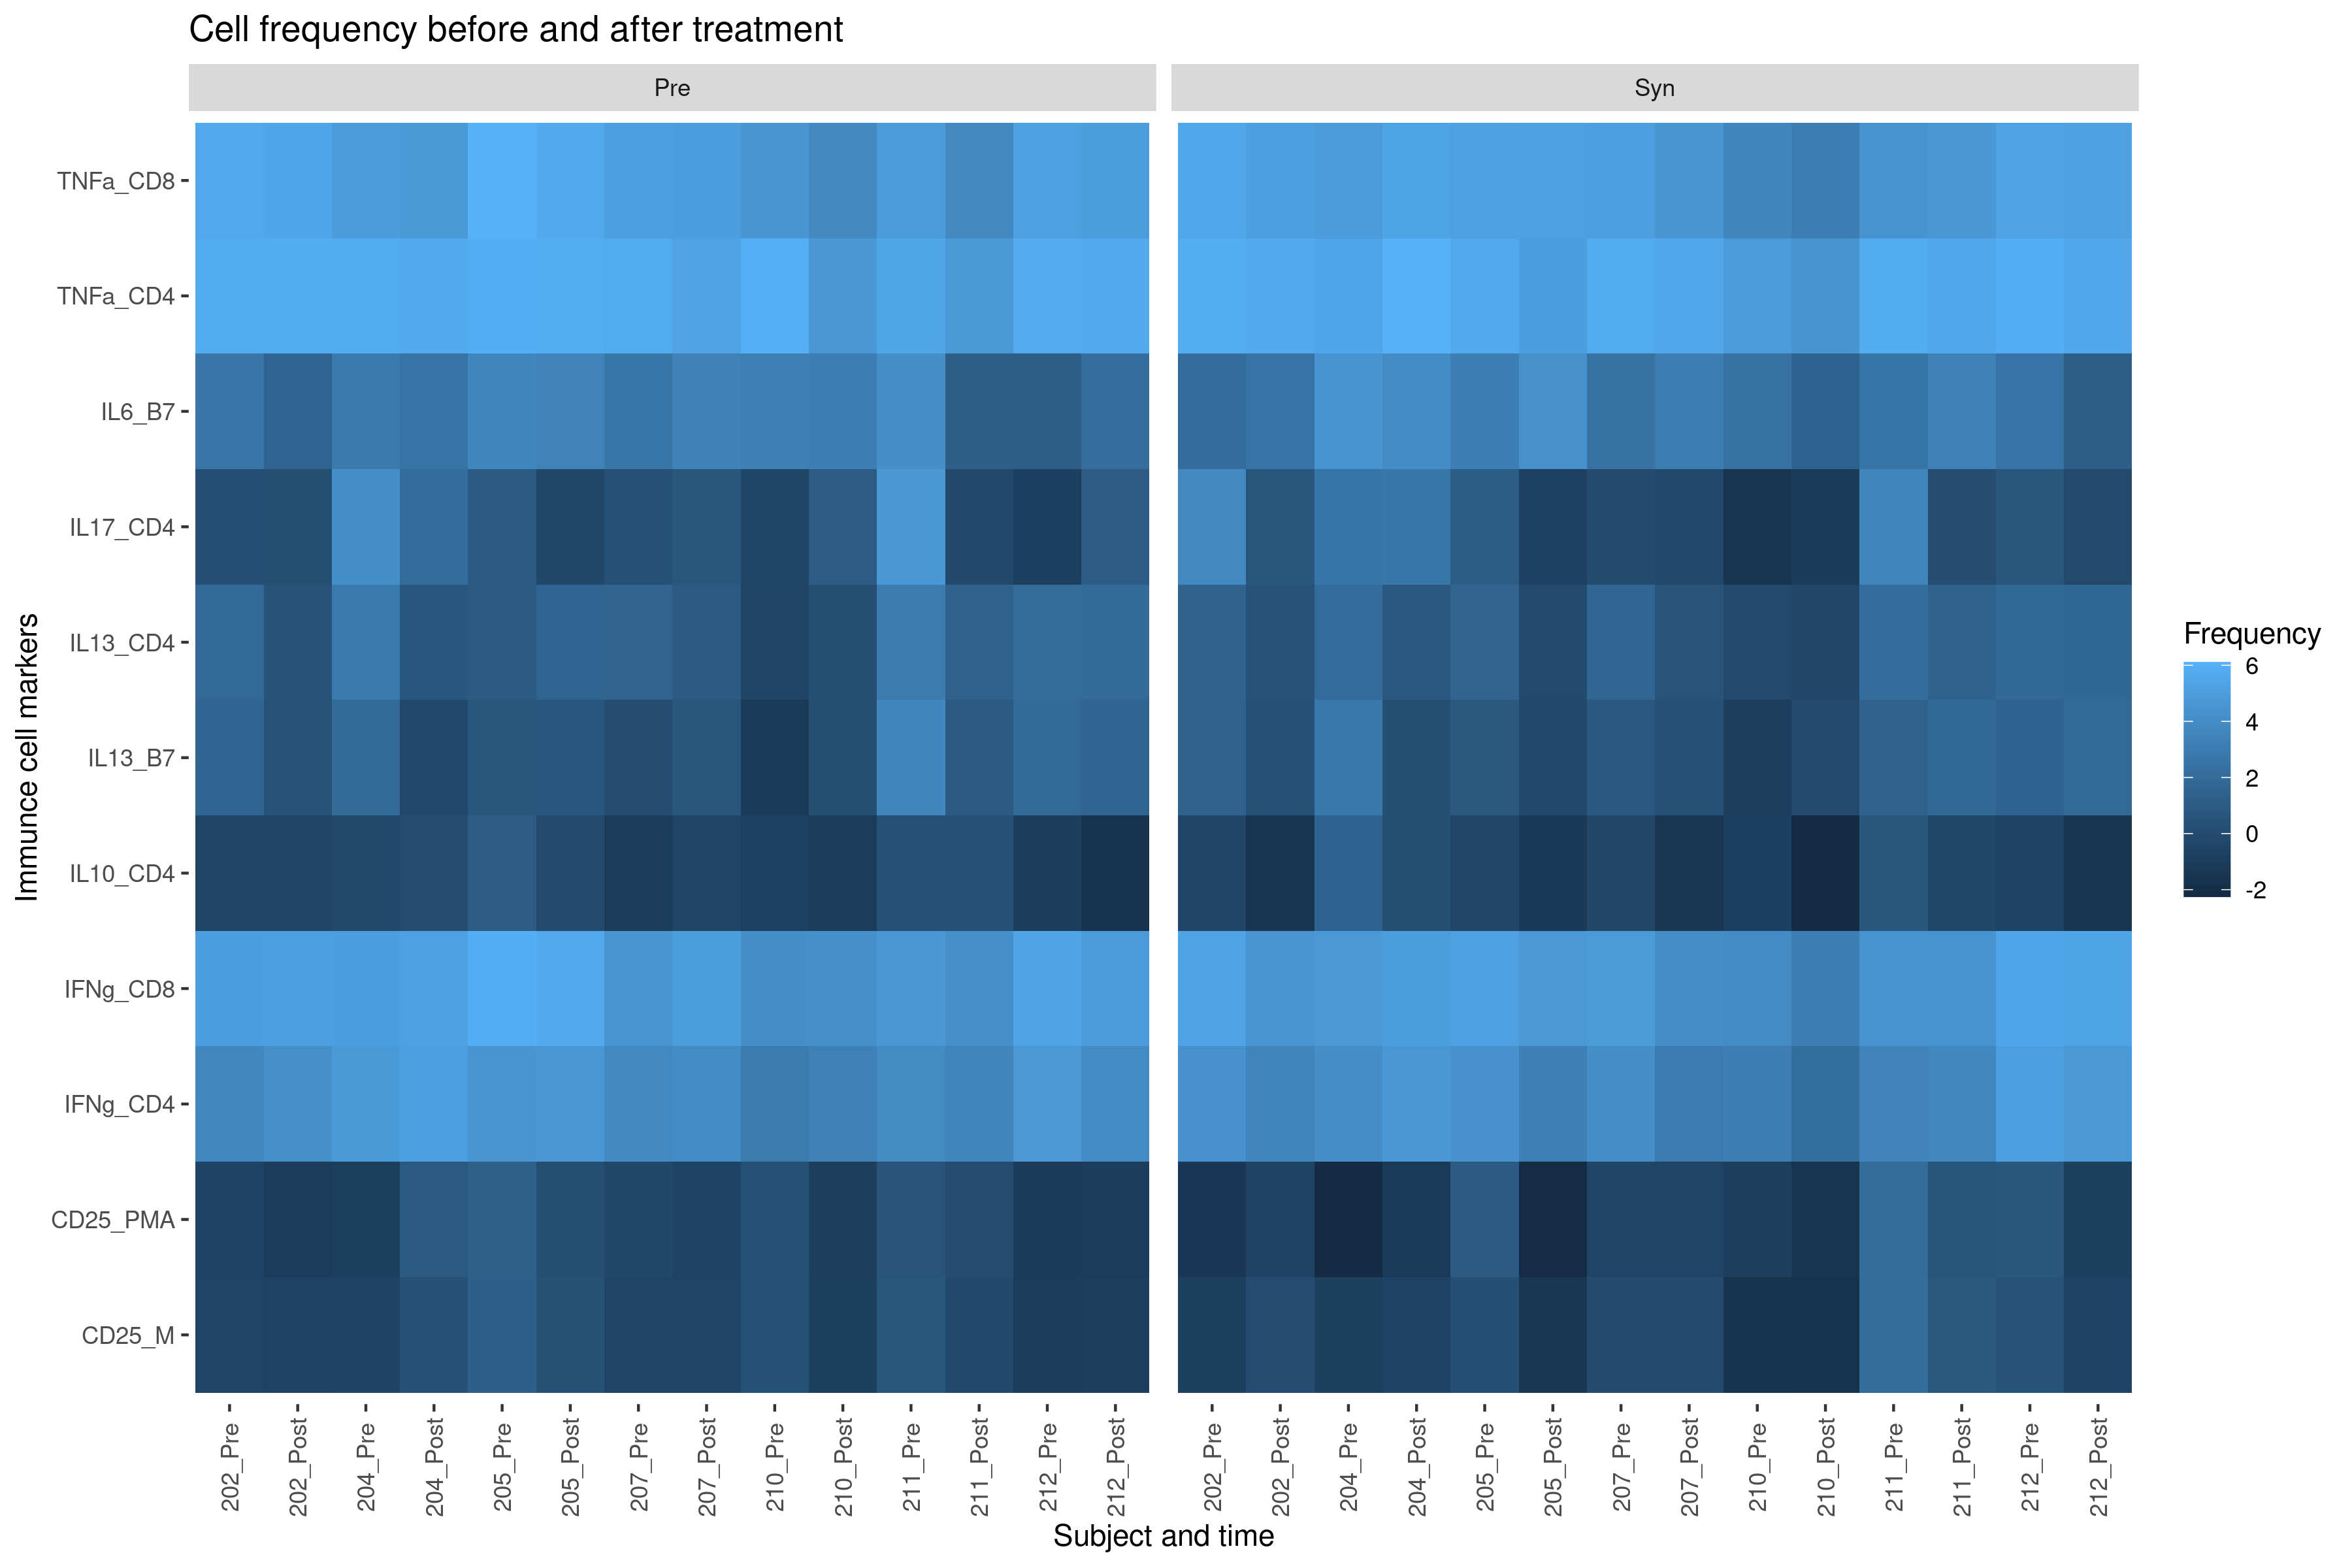 Cell frequency before and after treatment
Pre
Syn
Immunce cell markers
TNFa_CD8
TNFa_CD4
IL6_B7
IL17_CD4
IL13_CD4
IL13_B7
IL10_CD4
IFNg_CD8
IFNg_CD4
CD25_PMA
CD25_M
202_Pre
202_Post
204_Pre
204_Post
205_Pre
205_Post
207_Pre
207_Post
210_Pre
210_Post
211_Pre
211_Post
212_Pre
212_Post
202_Pre
202_Post
204_Pre
204_Post
205_Pre
205_Post
207_Pre
207_Post
210_Pre
210_Post
211_Pre
211_Post
212_Pre
212_Post
Subject and time
Frequency
6
4
2
0
-2